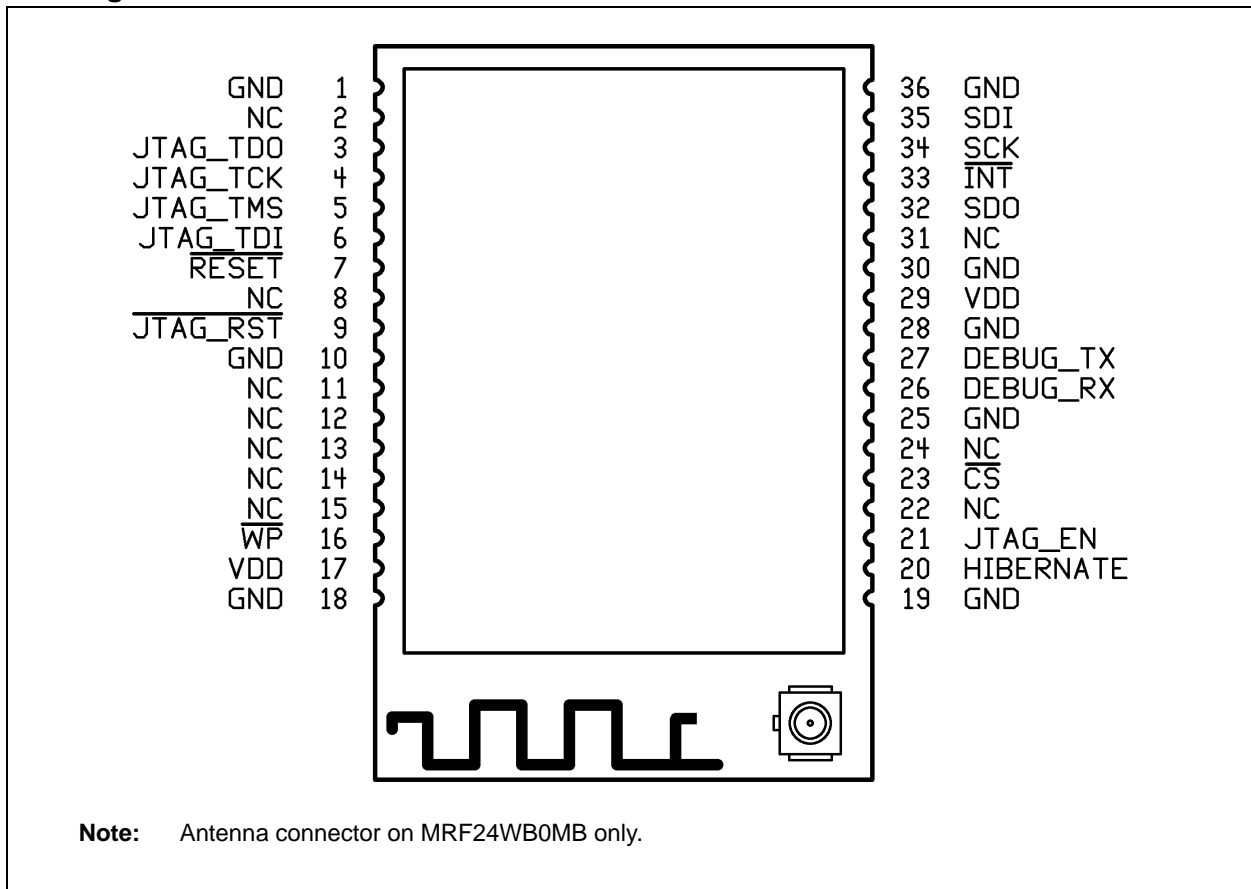 GND 1
NC 2
JTAG_TDO 3
JTAG_TCK 4
JTAG_TMS 5
JTAG_TDI 6
RESET 7
NC 8
JTAG_RST 9
GND 10
NC 11
NC 12
NC 13
NC 14
NC 15
WP 16
VDD 17
GND 18
36 GND
35 SDI
34 SCK
33 INT
32 SDO
31 NC
30 GND
29 VDD
28 GND
27 DEBUG_TX
26 DEBUG_RX
25 GND
24 NC
23 CS
22 NC
21 JTAG_EN
20 HIBERNATE
19 GND
Note: Antenna connector on MRF24WB0MB only.